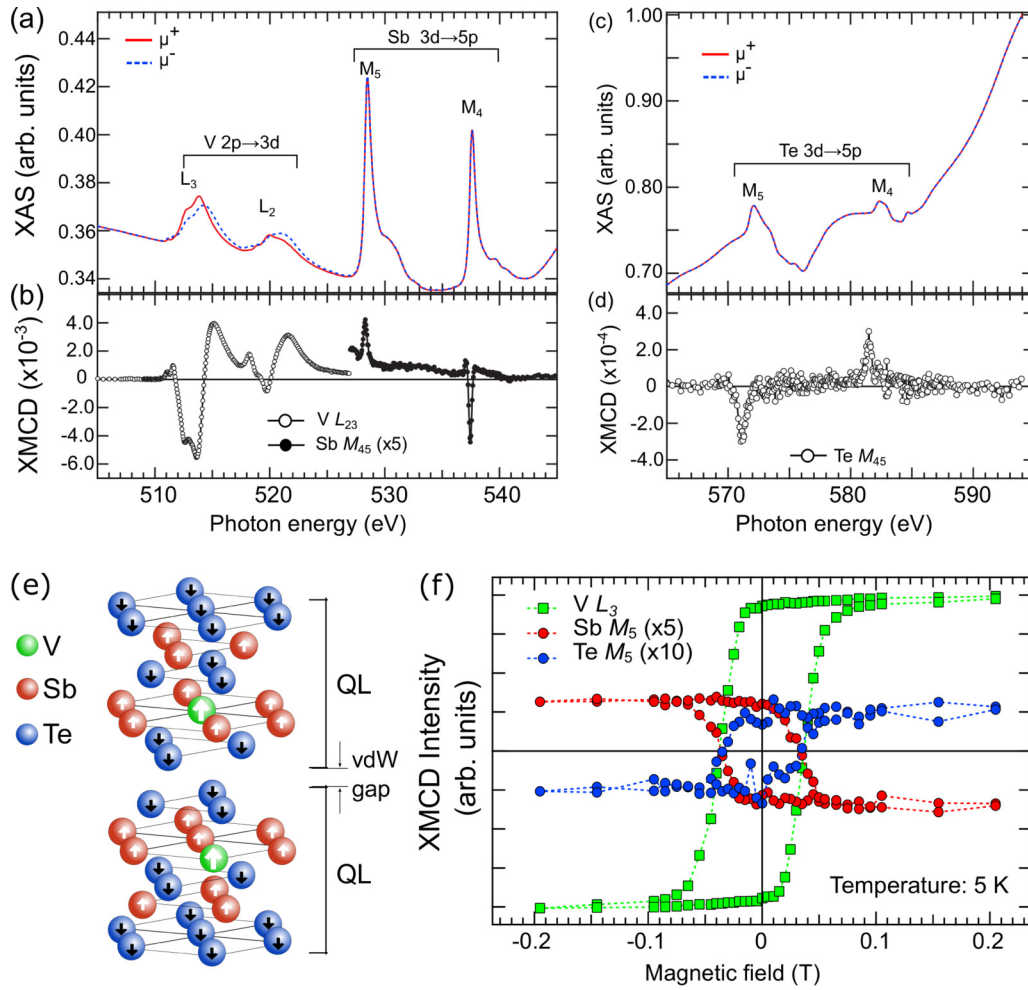 (a)
0.44
0.42
0.40
0.38
0.36
0.34
XAS (arb. units)
μ+
μ-
Sb 3d→5p
M5
M4
V 2p→3d
L3
L2
(b)
4.0
2.0
0
-2.0
-4.0
-6.0
XMCD (x10-3)
V L23
Sb M45 (x5)
510 520 530 540
Photon energy (eV)
(c)
1.00
0.90
0.80
0.70
XAS (arb. units)
μ+
μ-
Te 3d→5p
M5
M4
(d)
4.0
2.0
0
-2.0
-4.0
XMCD (x10-4)
Te M45
570 580 590
Photon energy (eV)
(e)
V
Sb
Te
QL
vdW
gap
QL
(f)
V L3
Sb M5 (x5)
Te M5 (x10)
XMCD Intensity
(arb. units)
Temperature: 5 K
-0.2 -0.1 0 0.1 0.2
Magnetic field (T)